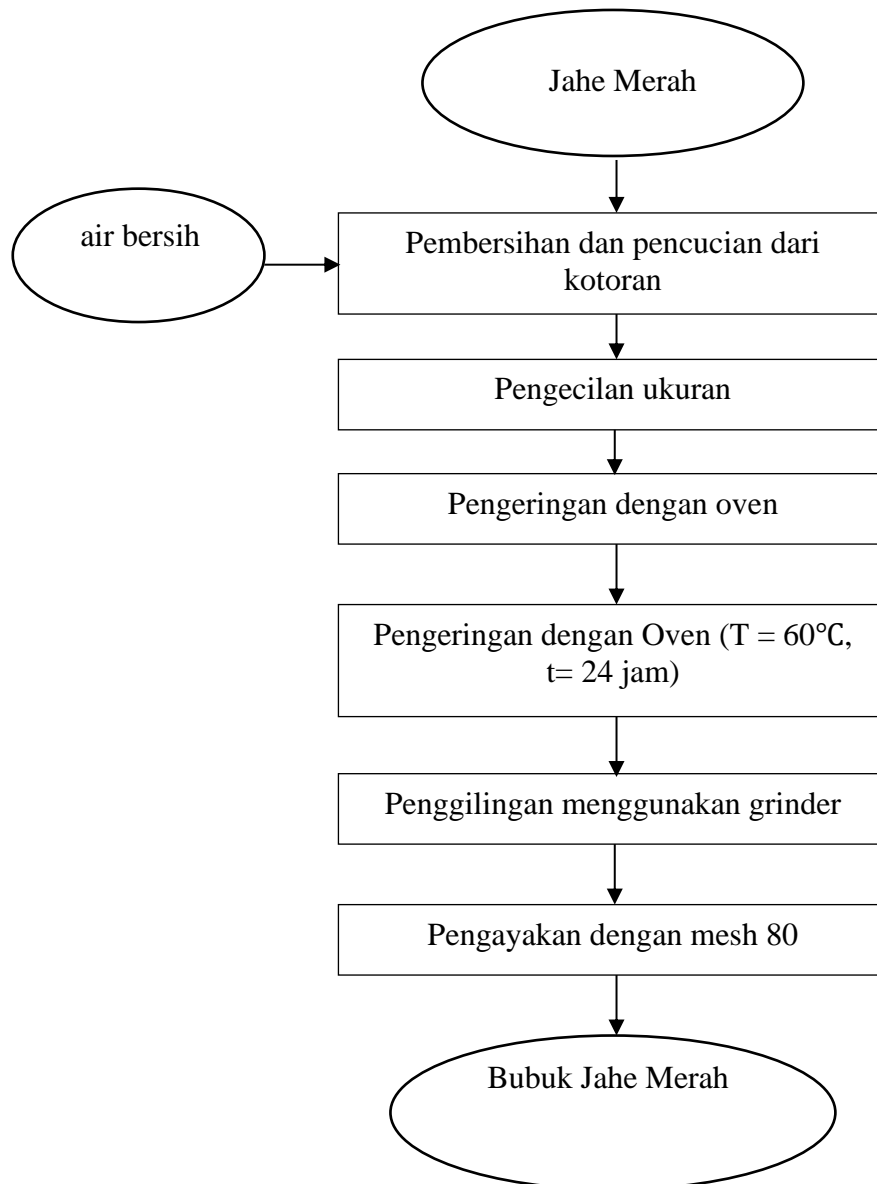 Jahe Merah
air bersih
Pembersihan dan pencucian dari
kotoran
Pengecilan ukuran
Pengeringan dengan oven
Pengeringan dengan Oven (T = 60°C,
t= 24 jam)
Penggilingan menggunakan grinder
Pengayakan dengan mesh 80
Bubuk Jahe Merah